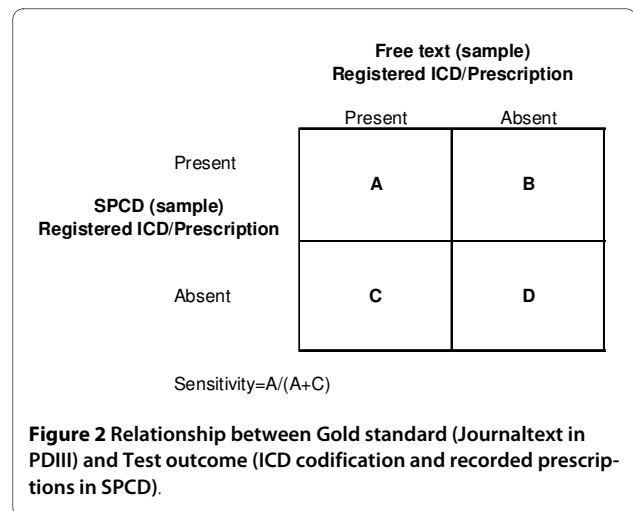 Free text (sample)
Registered ICD/Prescription
Present Absent
Present
A B
SPCD (sample)
Registered ICD/Prescription
Absent
C D
Sensitivity=A/(A+C)
Figure 2 Relationship between Gold standard (Journaltext in
PDIII) and Test outcome (ICD codification and recorded prescrip-
tions in SPCD).